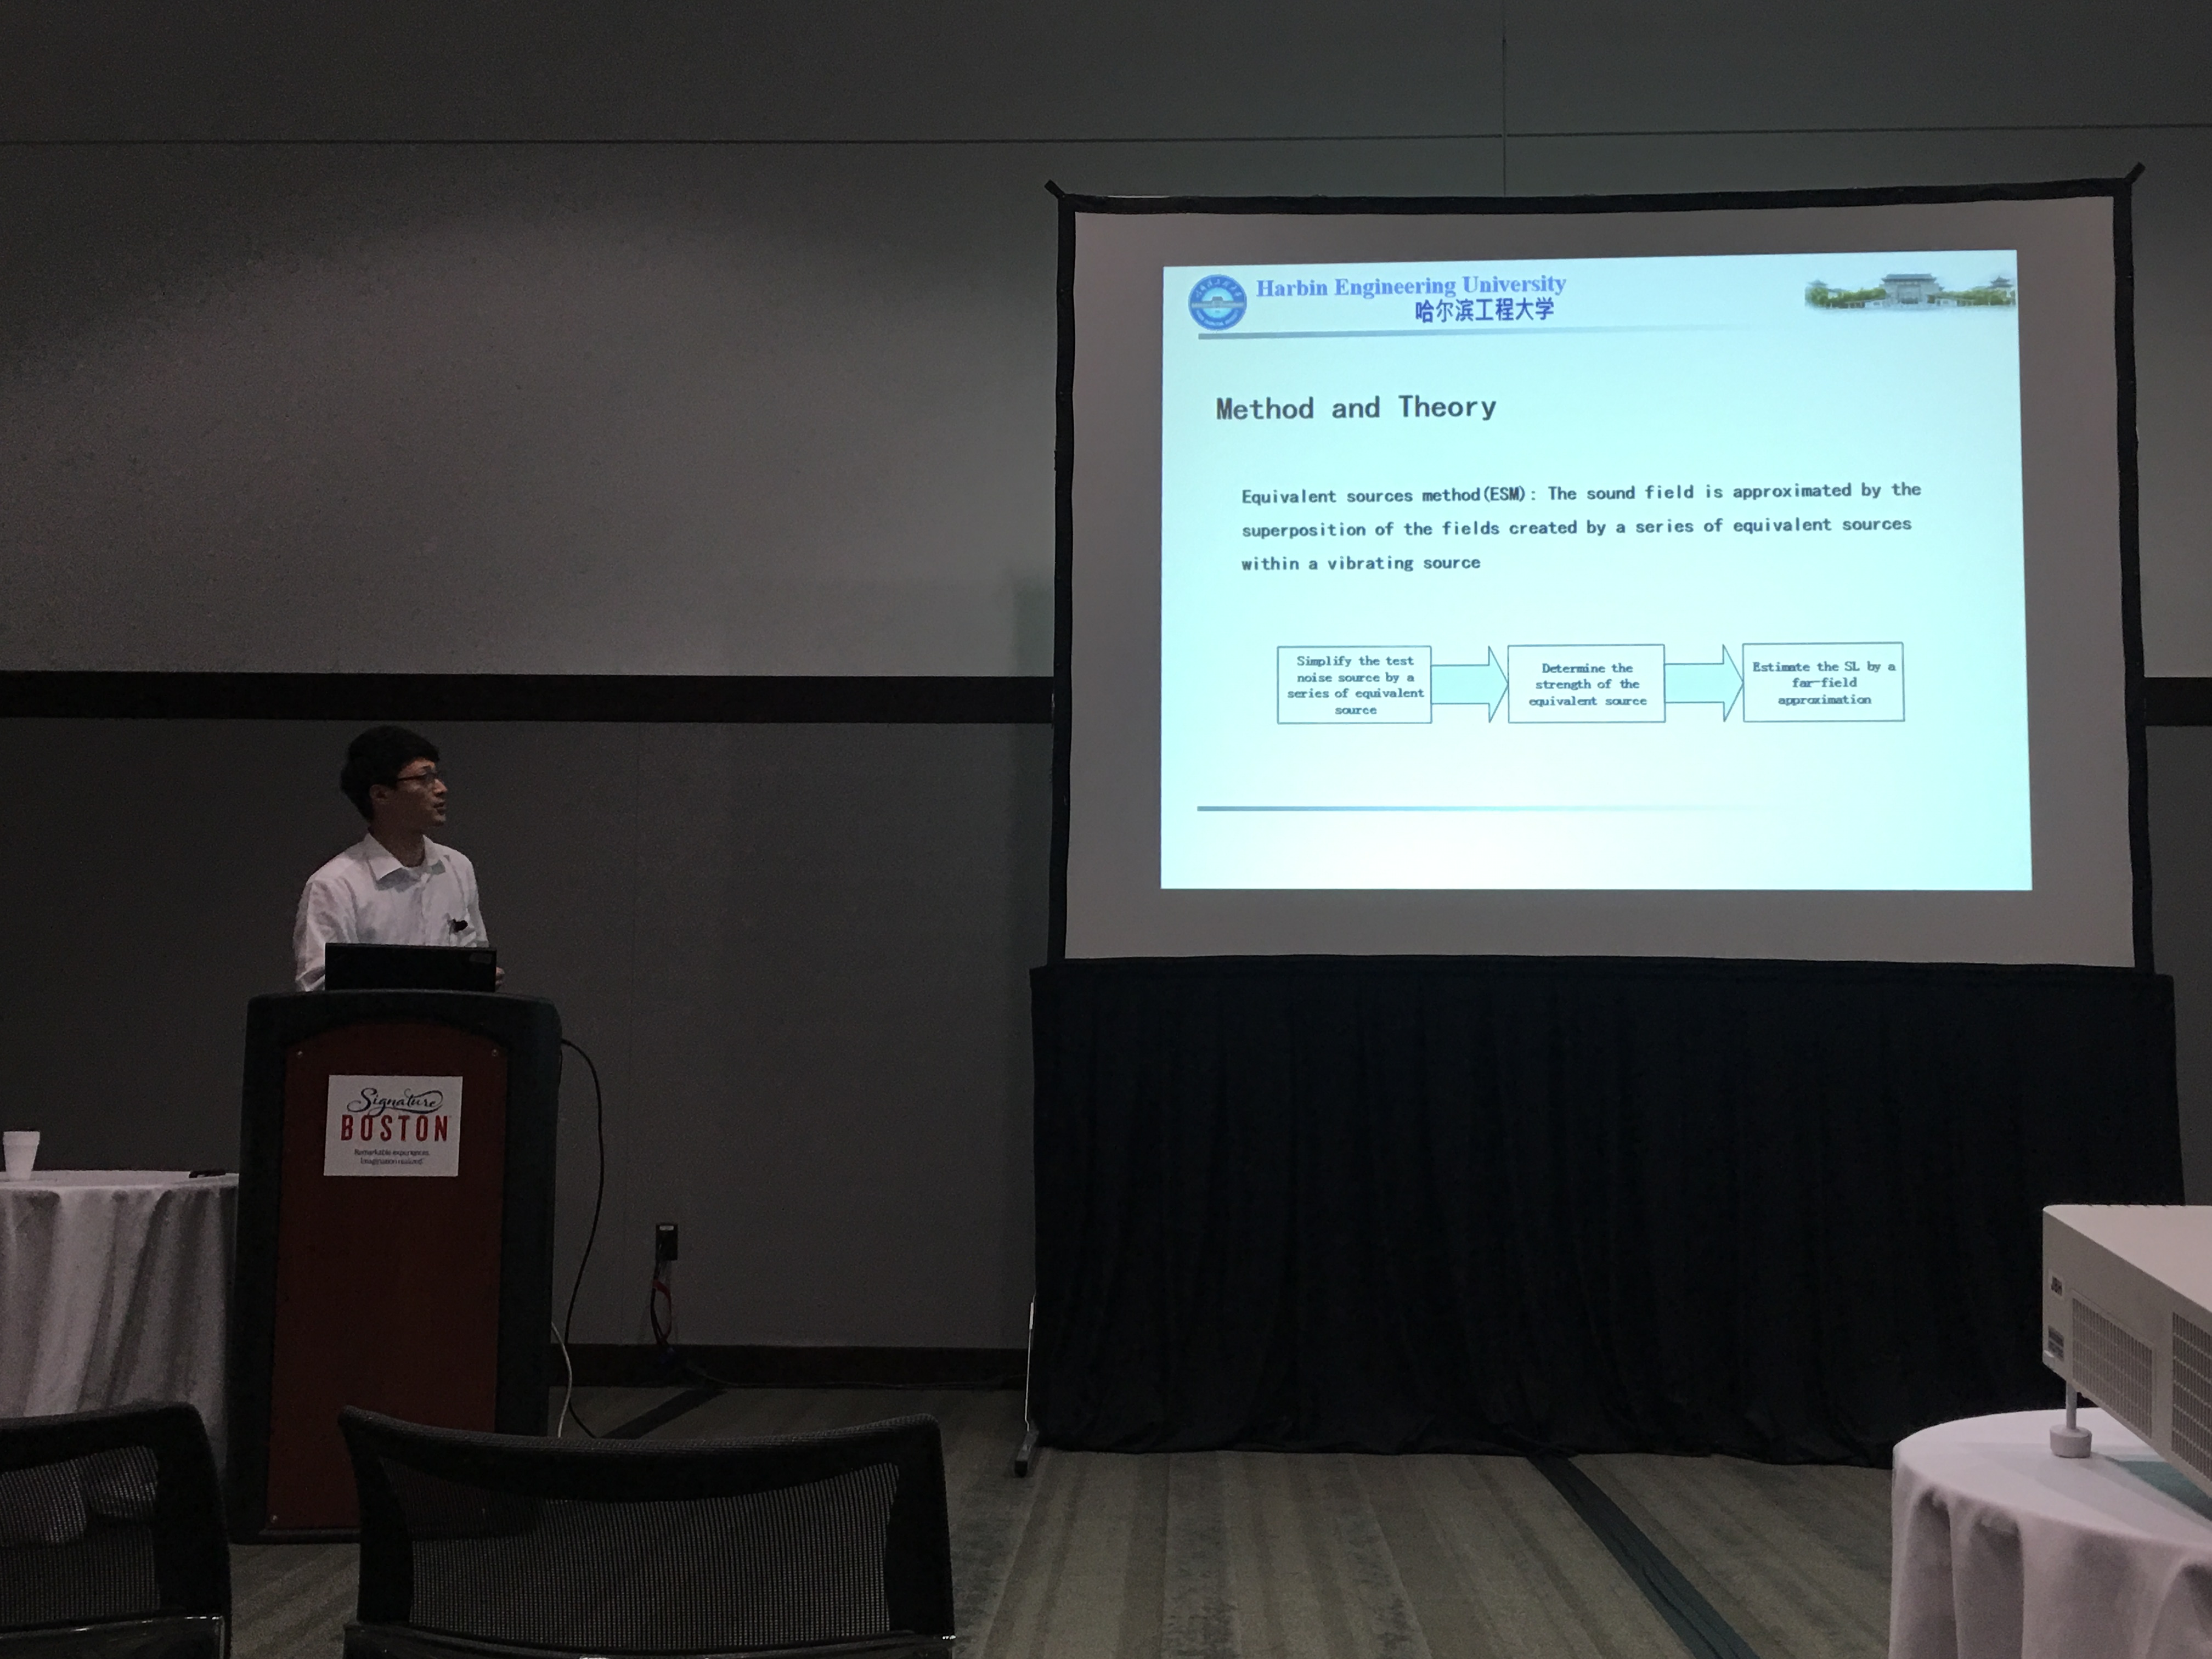 Harbin Engineering University
哈尔滨工程大学
Method and Theory
Equivalent sources method(ESM): The sound field is approximated by the
superposition of the fields created by a series of equivalent sources
within a vibrating source
Simplify the test
noise source by a
series of equivalent
source
Determine the
strength of the
equivalent source
Estimate the SL by a
far-field
approximation
Signature
BOSTON
Remarkable experiences.